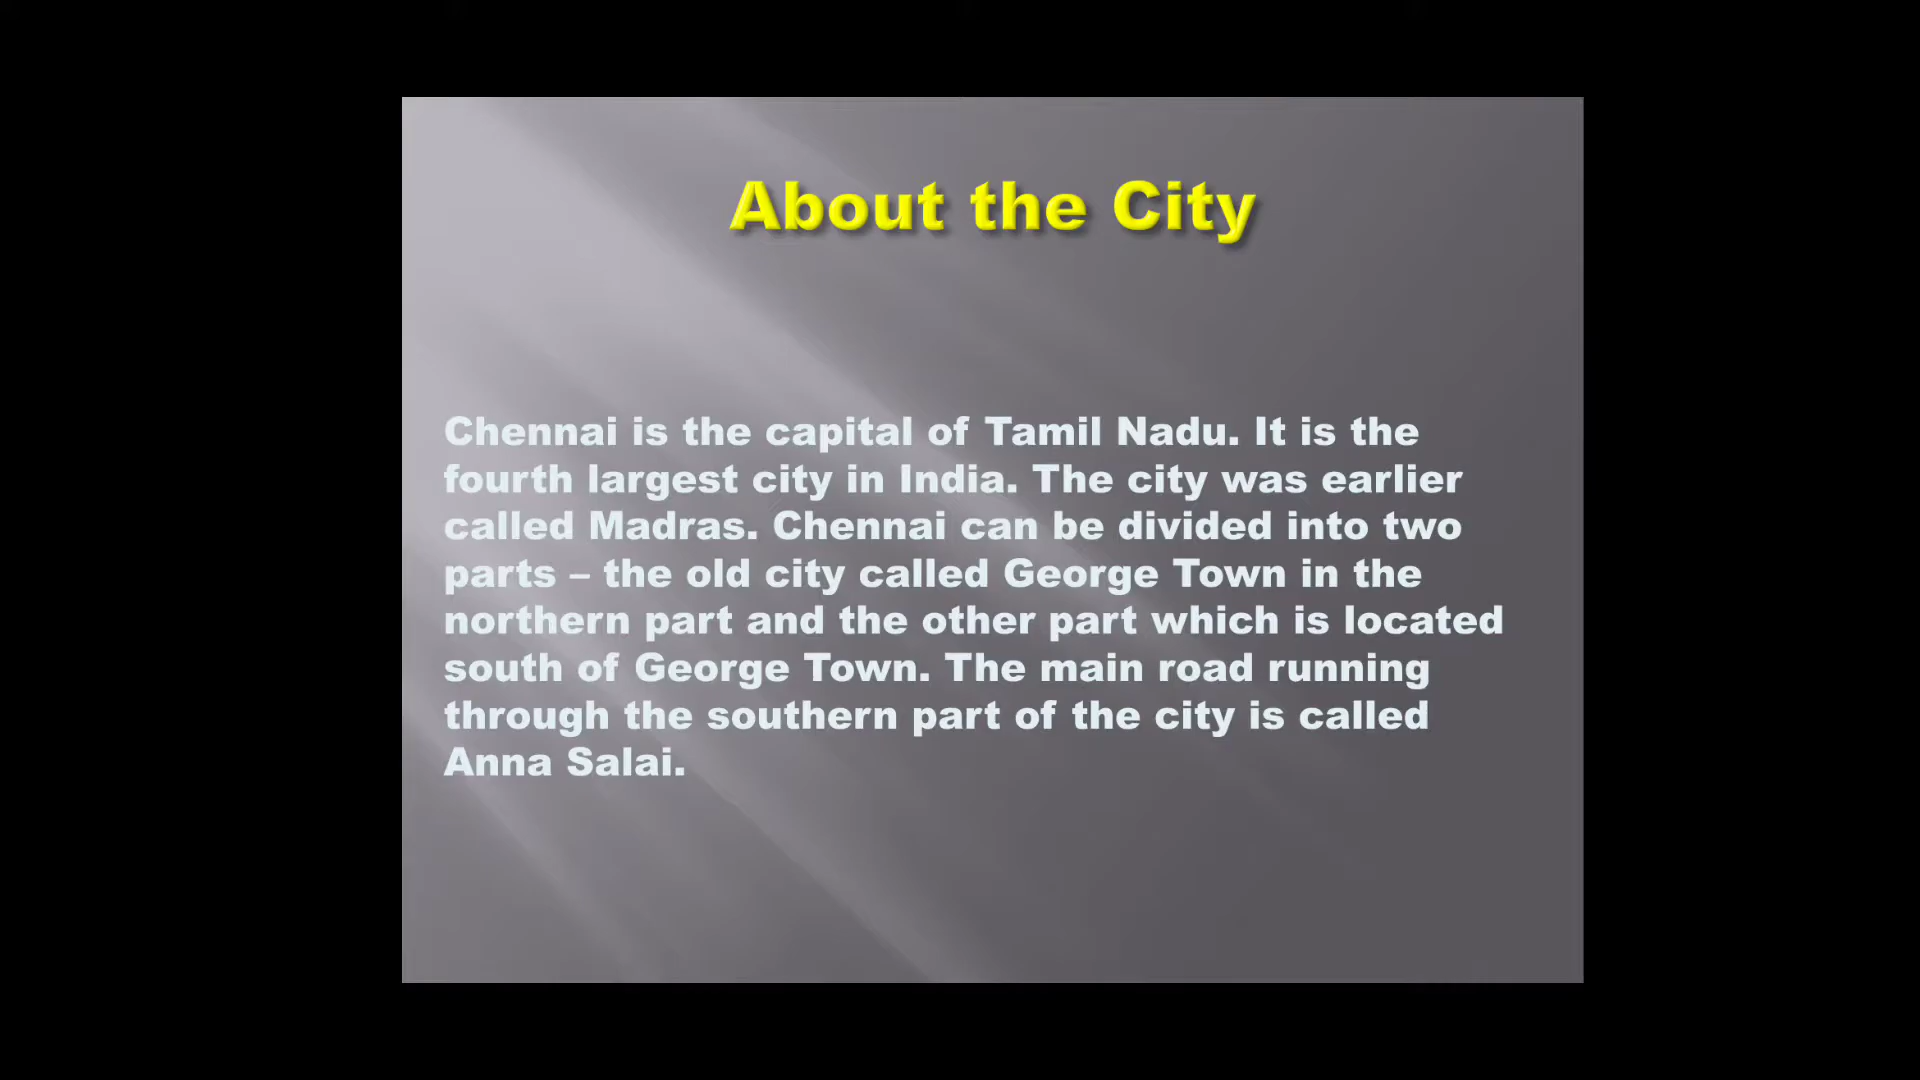 About the City
Chennai is the capital of Tamil Nadu. It is the
fourth largest city in India. The city was earlier
called Madras. Chennai can be divided into two
parts – the old city called George Town in the
northern part and the other part which is located
south of George Town. The main road running
through the southern part of the city is called
Anna Salai.